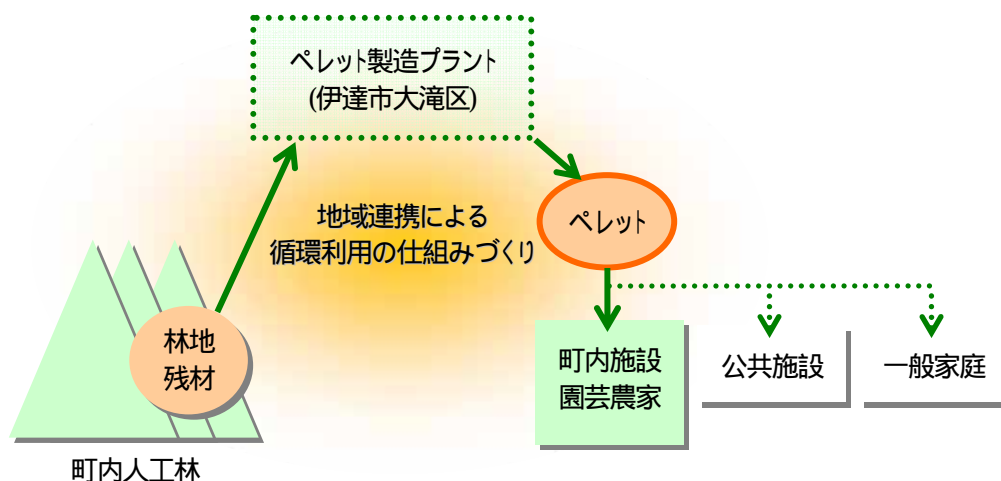 ペレット製造プラント
(伊達市大滝区)
地域連携による
循環利用の仕組みづくり
ペレット
林地
残材
町内施設
園芸農家
公共施設
一般家庭
町内人工林